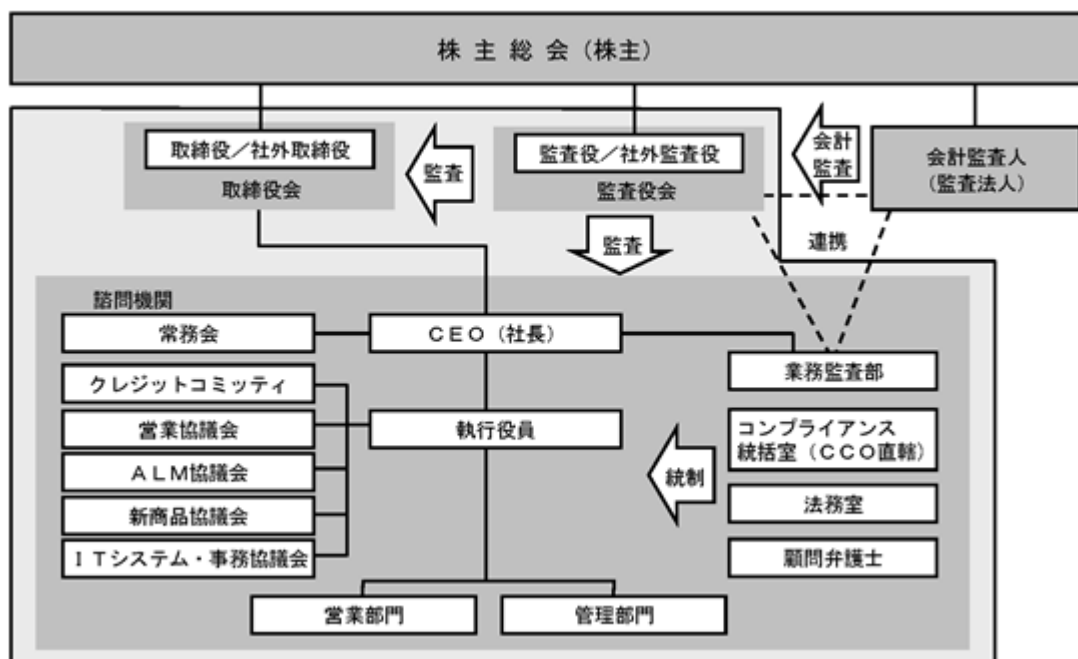 株 主 総 会 （株主）
取締役／社外取締役
取締役会
監査
監査役／社外監査役
監査役会
会計
監査
会計監査人
（監査法人）
監査
連携
諮問機関
常務会
ＣＥＯ（社長）
業務監査部
クレジットコミッティ
営業協議会
執行役員
コンプライアンス
統括室（ＣＣＯ直轄）
ＡＬＭ協議会
統制
新商品協議会
法務室
ＩＴシステム・事務協議会
顧問弁護士
営業部門
管理部門